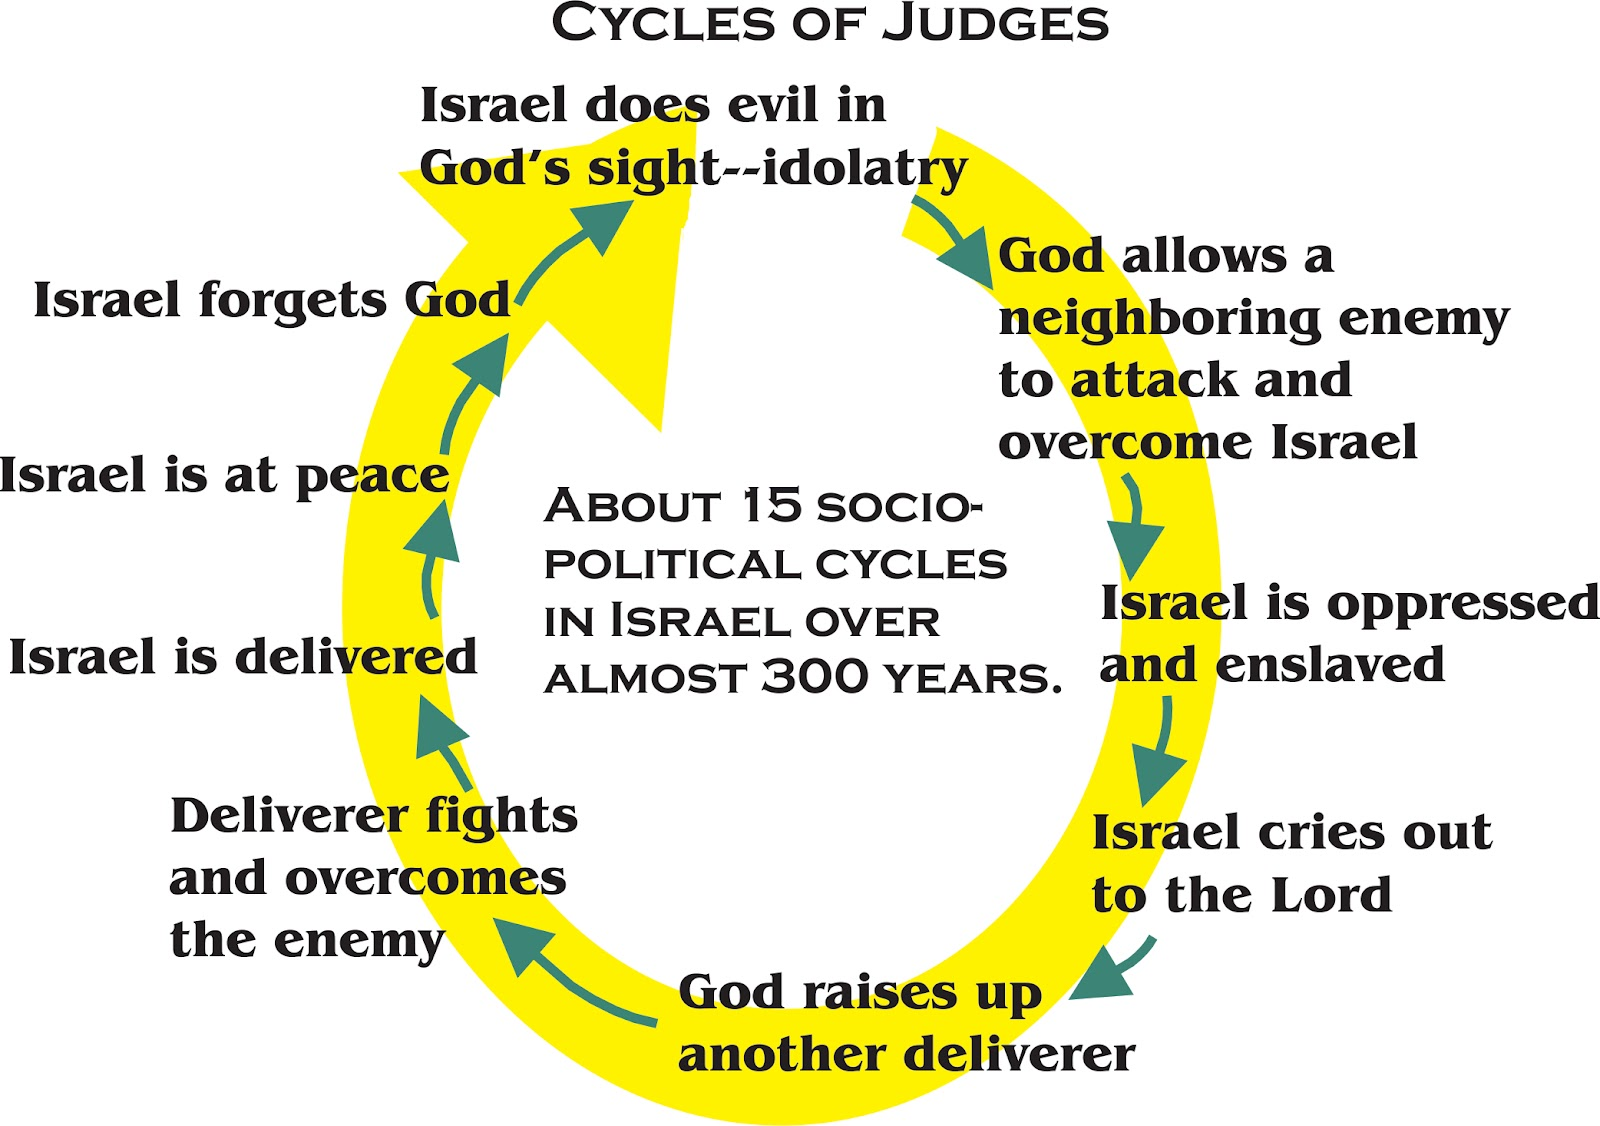 CYCLES OF JUDGES
Israel does evil in
God's sight--idolatry
God allows a
neighboring enemy
to attack and
overcome Israel
Israel is oppressed
and enslaved
Israel cries out
to the Lord
God raises up
another deliverer
Deliverer fights
and overcomes
the enemy
Israel is delivered
Israel is at peace
Israel forgets God
ABOUT 15 SOCIO-
POLITICAL CYCLES
IN ISRAEL OVER
ALMOST 300 YEARS.